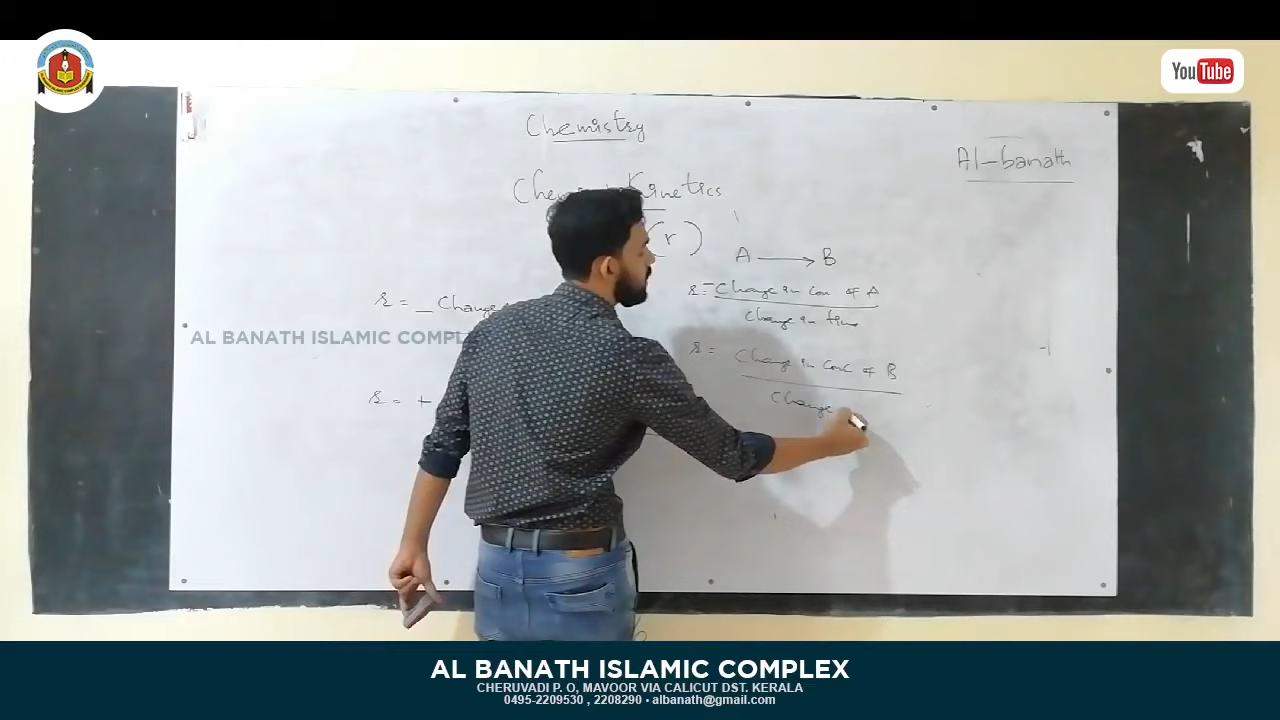 YouTube
Chemistry
Al-banath
Kinetics
(r)
A → B
r = - Change in con of A
Change in time
r = - Change
AL BANATH ISLAMIC COMPL
r = Change in conc of B
Change
r = +
AL BANATH ISLAMIC COMPLEX
CHERUVADI P. O, MAVOOR VIA CALICUT DST. KERALA
0495-2209530 , 2208290 • albanath@gmail.com